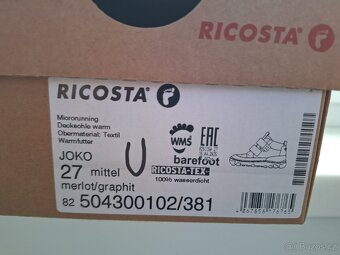 RICOSTA
RICOSTA
Microrunning
Decksohle warm
Obermaterial: Textil
Warmfutter
WMS
EAC
JOKO
barefoot
27 mittel
RICOSTA-TEX
merlot/graphit
100% wasserdicht
82 504300102/381